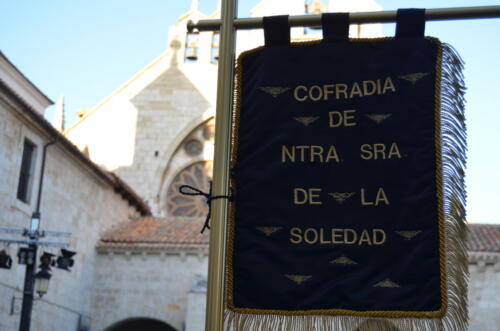 COFRADIA
DE
NTRA SRA
DE LA
SOLEDAD